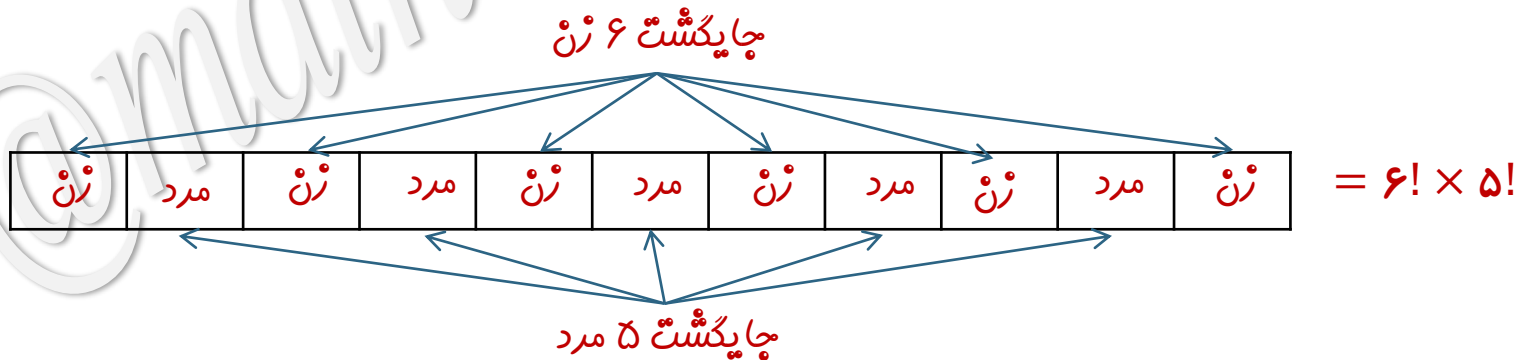 جایگشت ۶ زن
زن مرد زن مرد زن مرد زن مرد زن مرد زن = ۶! × ۵!
جایگشت ۵ مرد